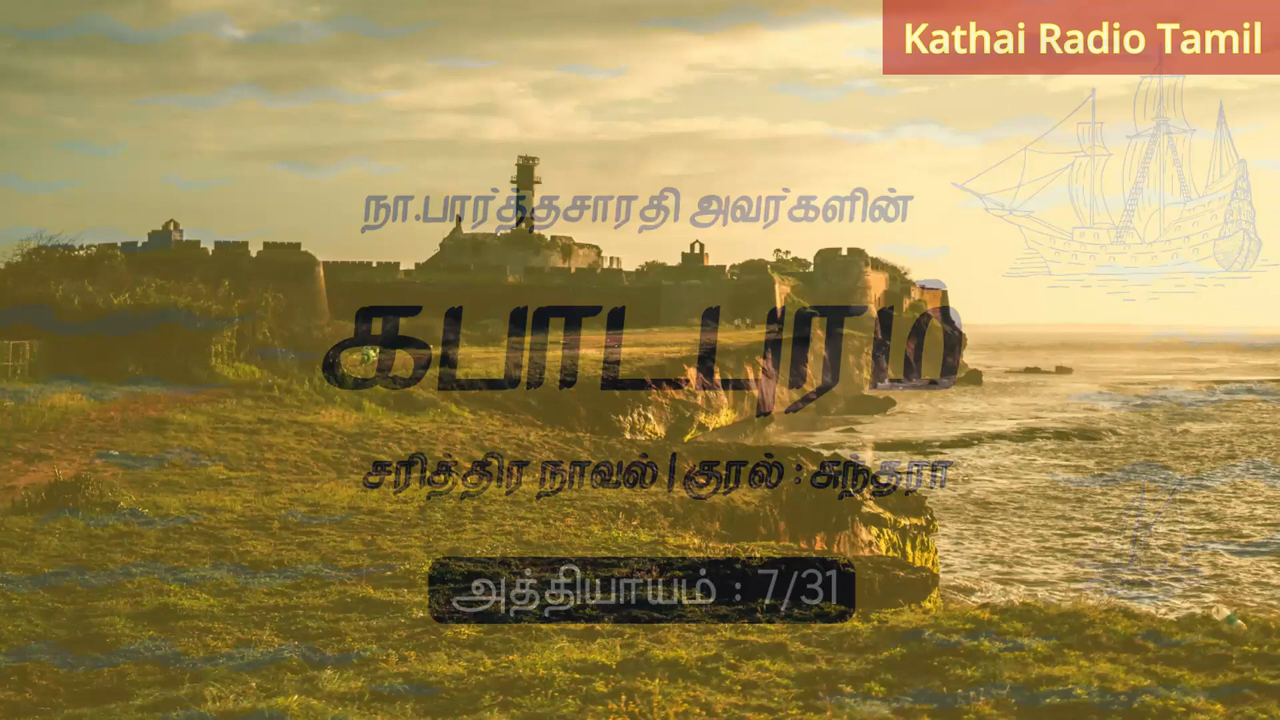 Kathai Radio Tamil
நா.பார்த்தசாரதி அவர்களின்
கபாடபுரம்
சரித்திர நாவல் | குரல் : சுந்தரா
அத்தியாயம் : 7/31